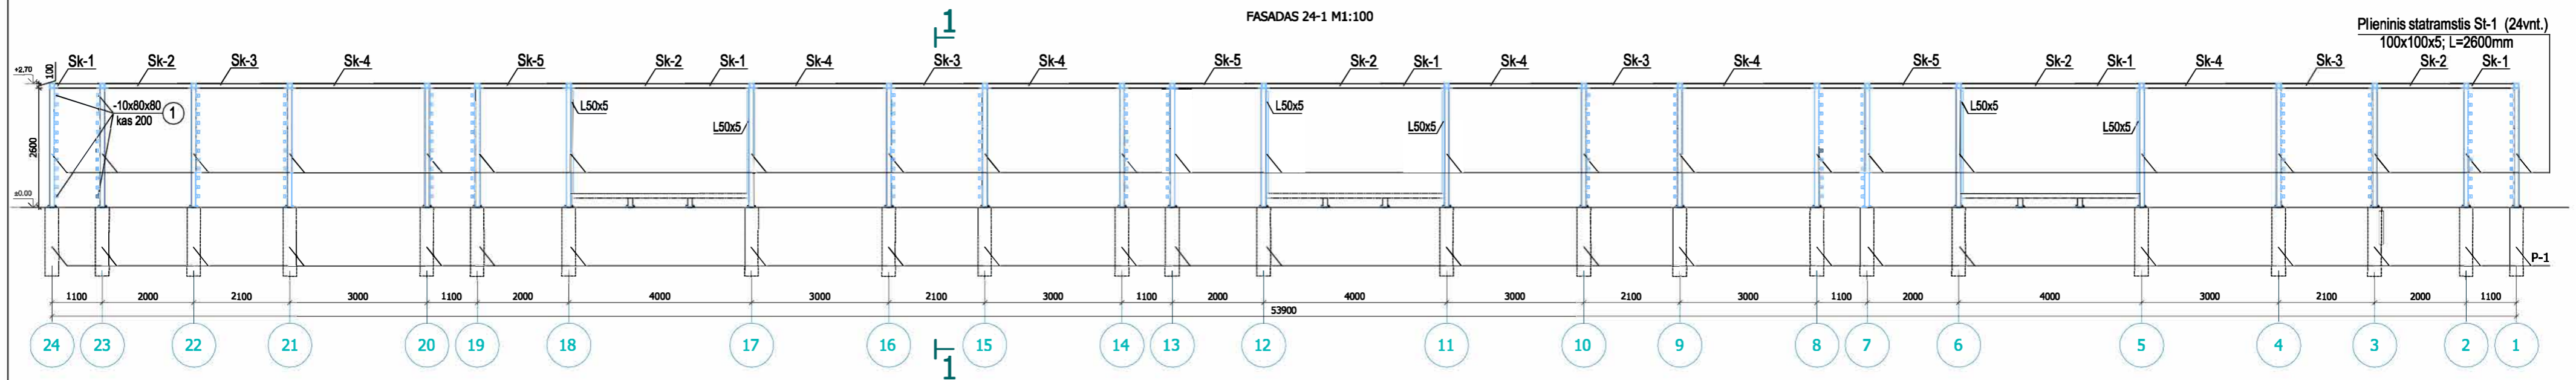 FASADAS 24-1 M1:100
1
Plieninis statramstis St-1 (24vnt.)
100x100x5; L=2600mm
Sk-1 Sk-2 Sk-3 Sk-4 Sk-5 Sk-2 Sk-1 Sk-4 Sk-3 Sk-4 Sk-5 Sk-2 Sk-1 Sk-4 Sk-3 Sk-4 Sk-5 Sk-2 Sk-1 Sk-4 Sk-3 Sk-2 Sk-1
+2,70
100
-10x80x80
kas 200
1
L50x5 L50x5 L50x5 L50x5 L50x5 L50x5
2600
±0.03
P-1
1100 2000 2100 3000 1100 2000 4000 3000 2100 3000 1100 2000 4000 3000 2100 3000 1100 2000 4000 3000 2100 2000 1100
53900
24 23 22 21 20 19 18 17 16 15 14 13 12 11 10 9 8 7 6 5 4 3 2 1
1